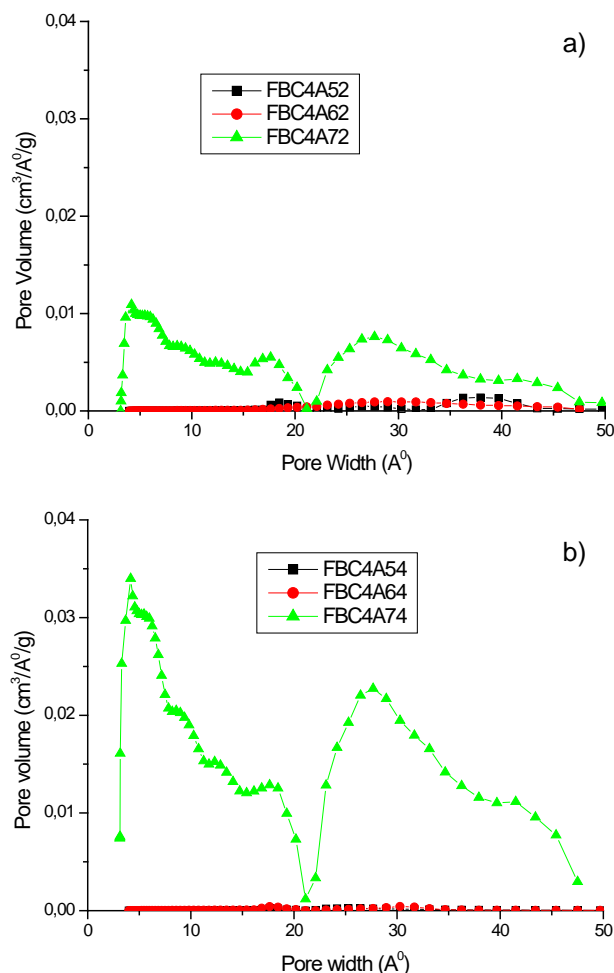 a)
0,04
0,03
0,02
0,01
0,00
Pore Volume (cm³/A⁰/g)
FBC4A52
FBC4A62
FBC4A72
0 10 20 30 40 50
Pore Width (A⁰)
b)
0,04
0,03
0,02
0,01
0,00
Pore volume (cm³/A⁰/g)
FBC4A54
FBC4A64
FBC4A74
0 10 20 30 40 50
Pore width (A⁰)